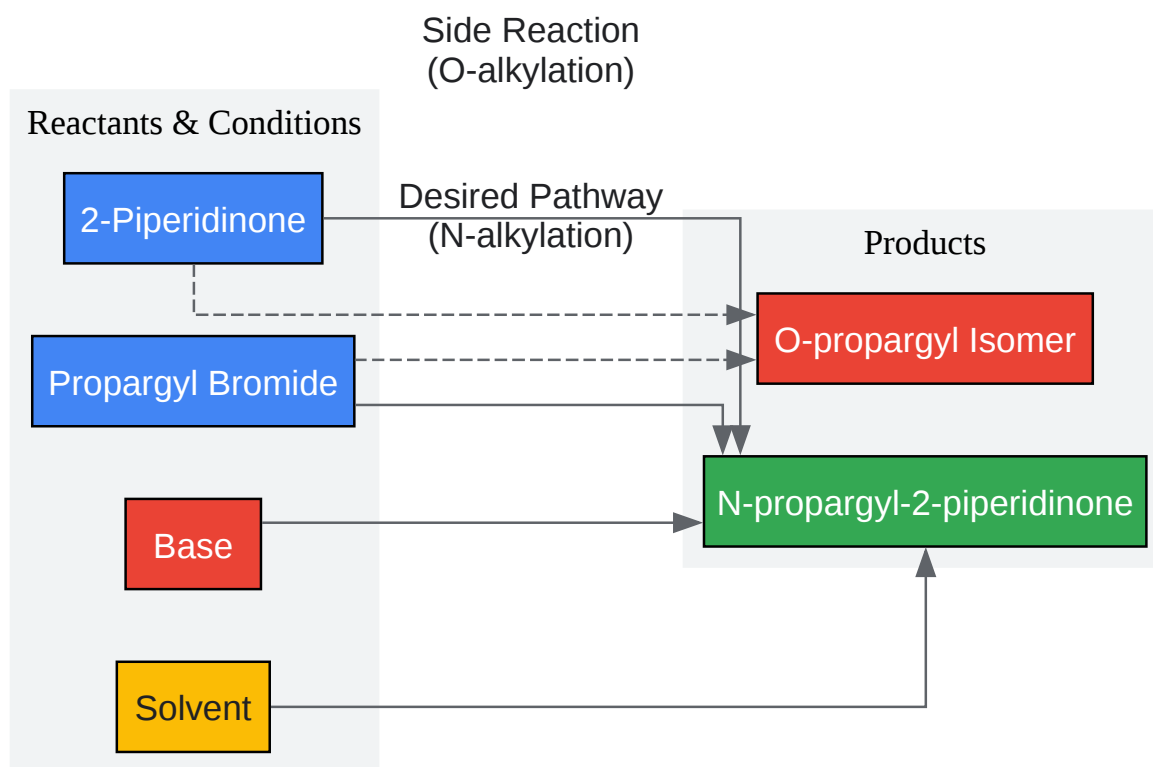 Side Reaction
(O-alkylation)
Reactants & Conditions
2-Piperidinone
Desired Pathway
(N-alkylation)
Products
O-propargyl Isomer
Propargyl Bromide
N-propargyl-2-piperidinone
Base
Solvent